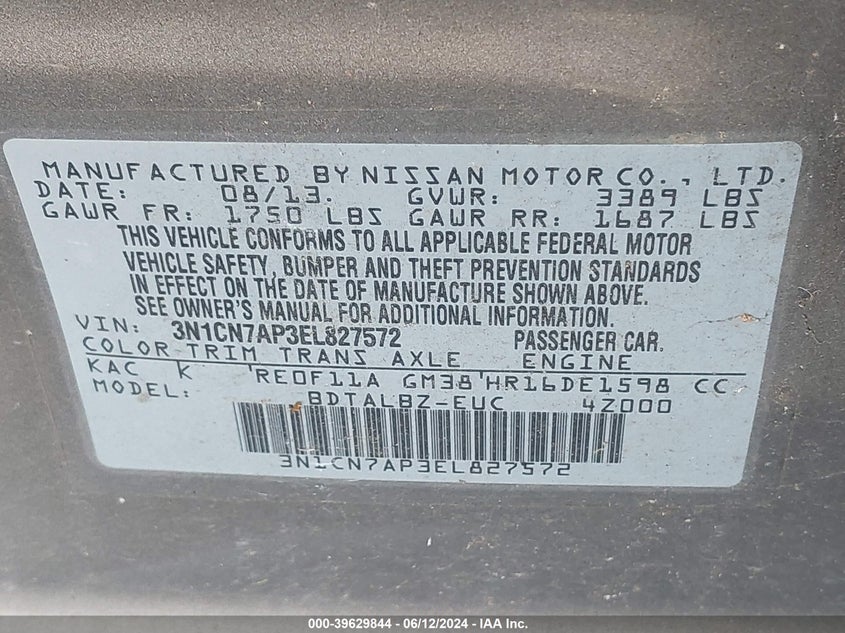 MANUFACTURED BY NISSAN MOTOR CO., LTD.
DATE: 08/13. GVWR: 3389 LBS
GAWR FR: 1750 LBS GAWR RR: 1687 LBS
THIS VEHICLE CONFORMS TO ALL APPLICABLE FEDERAL MOTOR
VEHICLE SAFETY, BUMPER AND THEFT PREVENTION STANDARDS
IN EFFECT ON THE DATE OF MANUFACTURE SHOWN ABOVE.
SEE OWNER'S MANUAL FOR ADDITIONAL INFORMATION.
VIN: 3N1CN7AP3EL827572 PASSENGER CAR.
COLOR TRIM TRANS AXLE ENGINE
KAC K RE0F11A GM38 HR16DE1598 CC
MODEL: BDTALBZ-EUC 4Z000
3N1CN7AP3EL827572
000-39629844 - 06/12/2024 - IAA Inc.